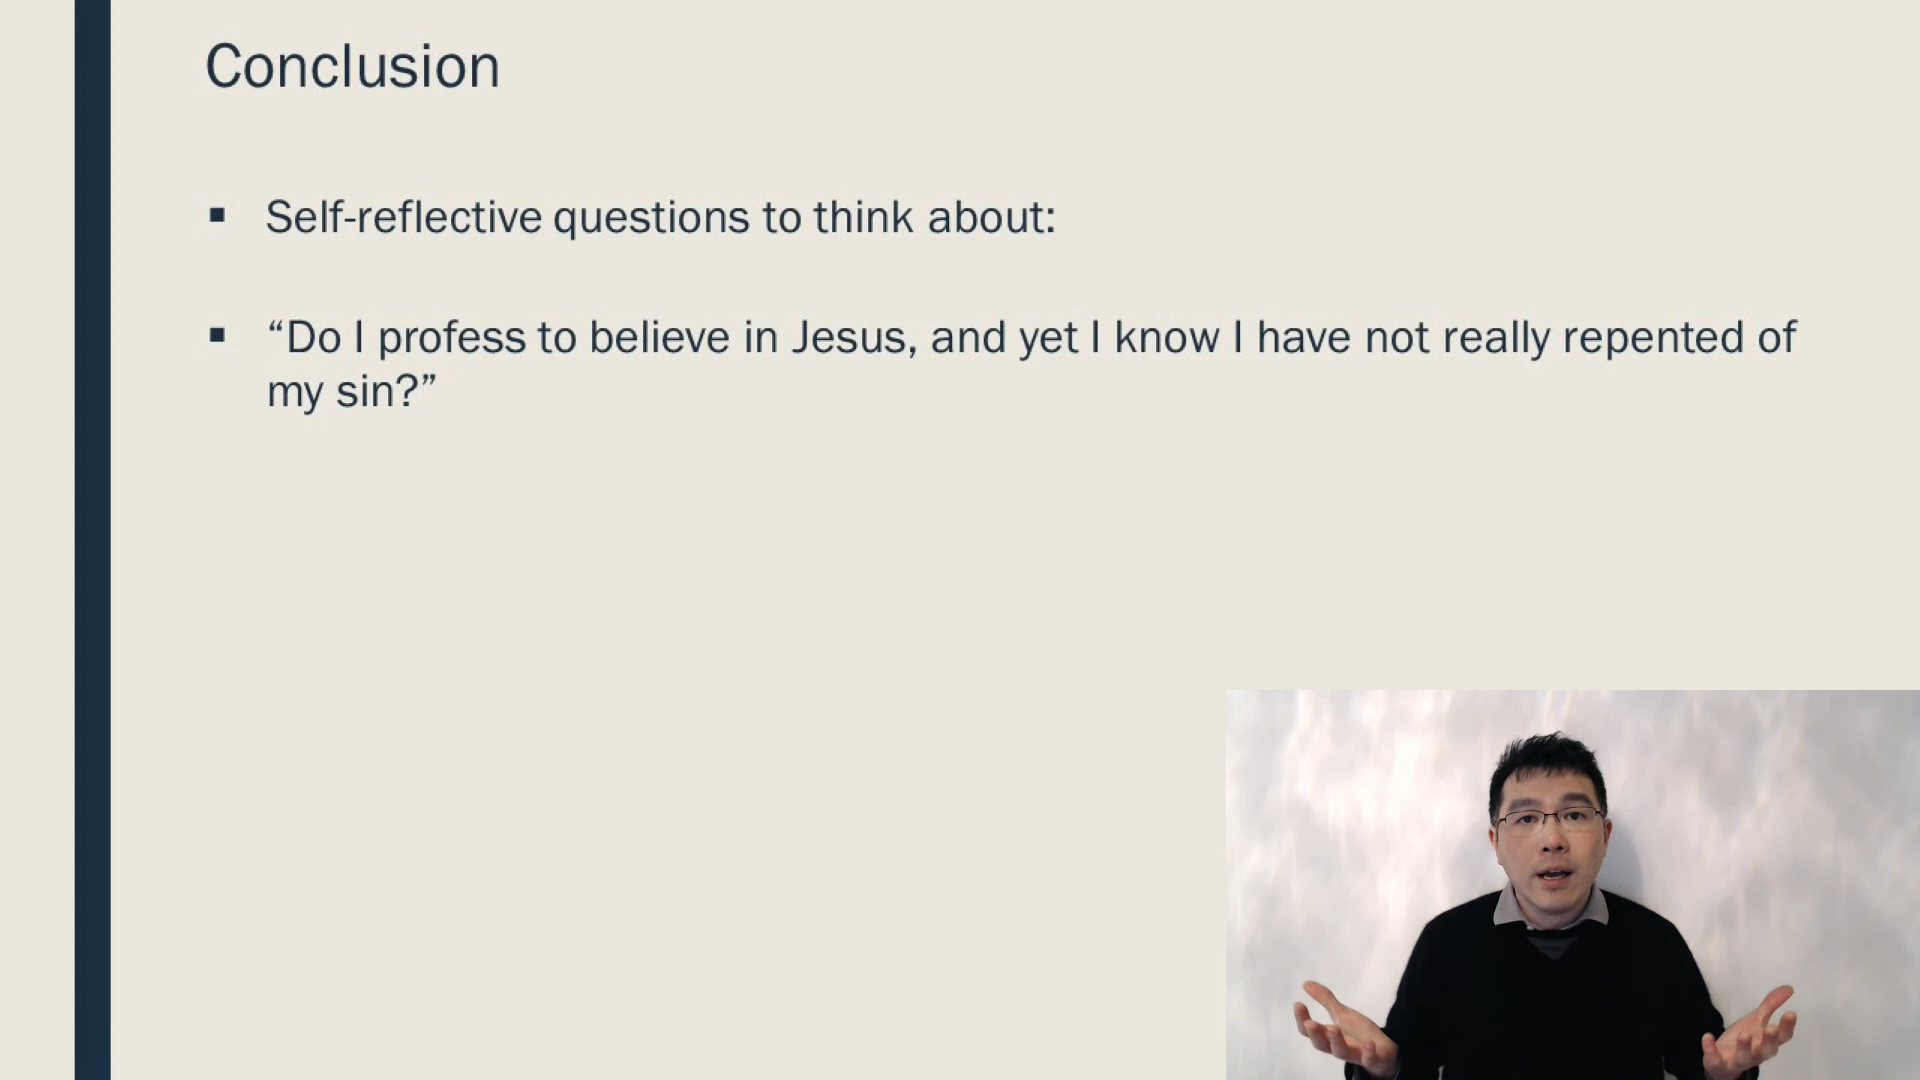 Conclusion
▪ Self-reflective questions to think about:
▪ “Do I profess to believe in Jesus, and yet I know I have not really repented of
my sin?”